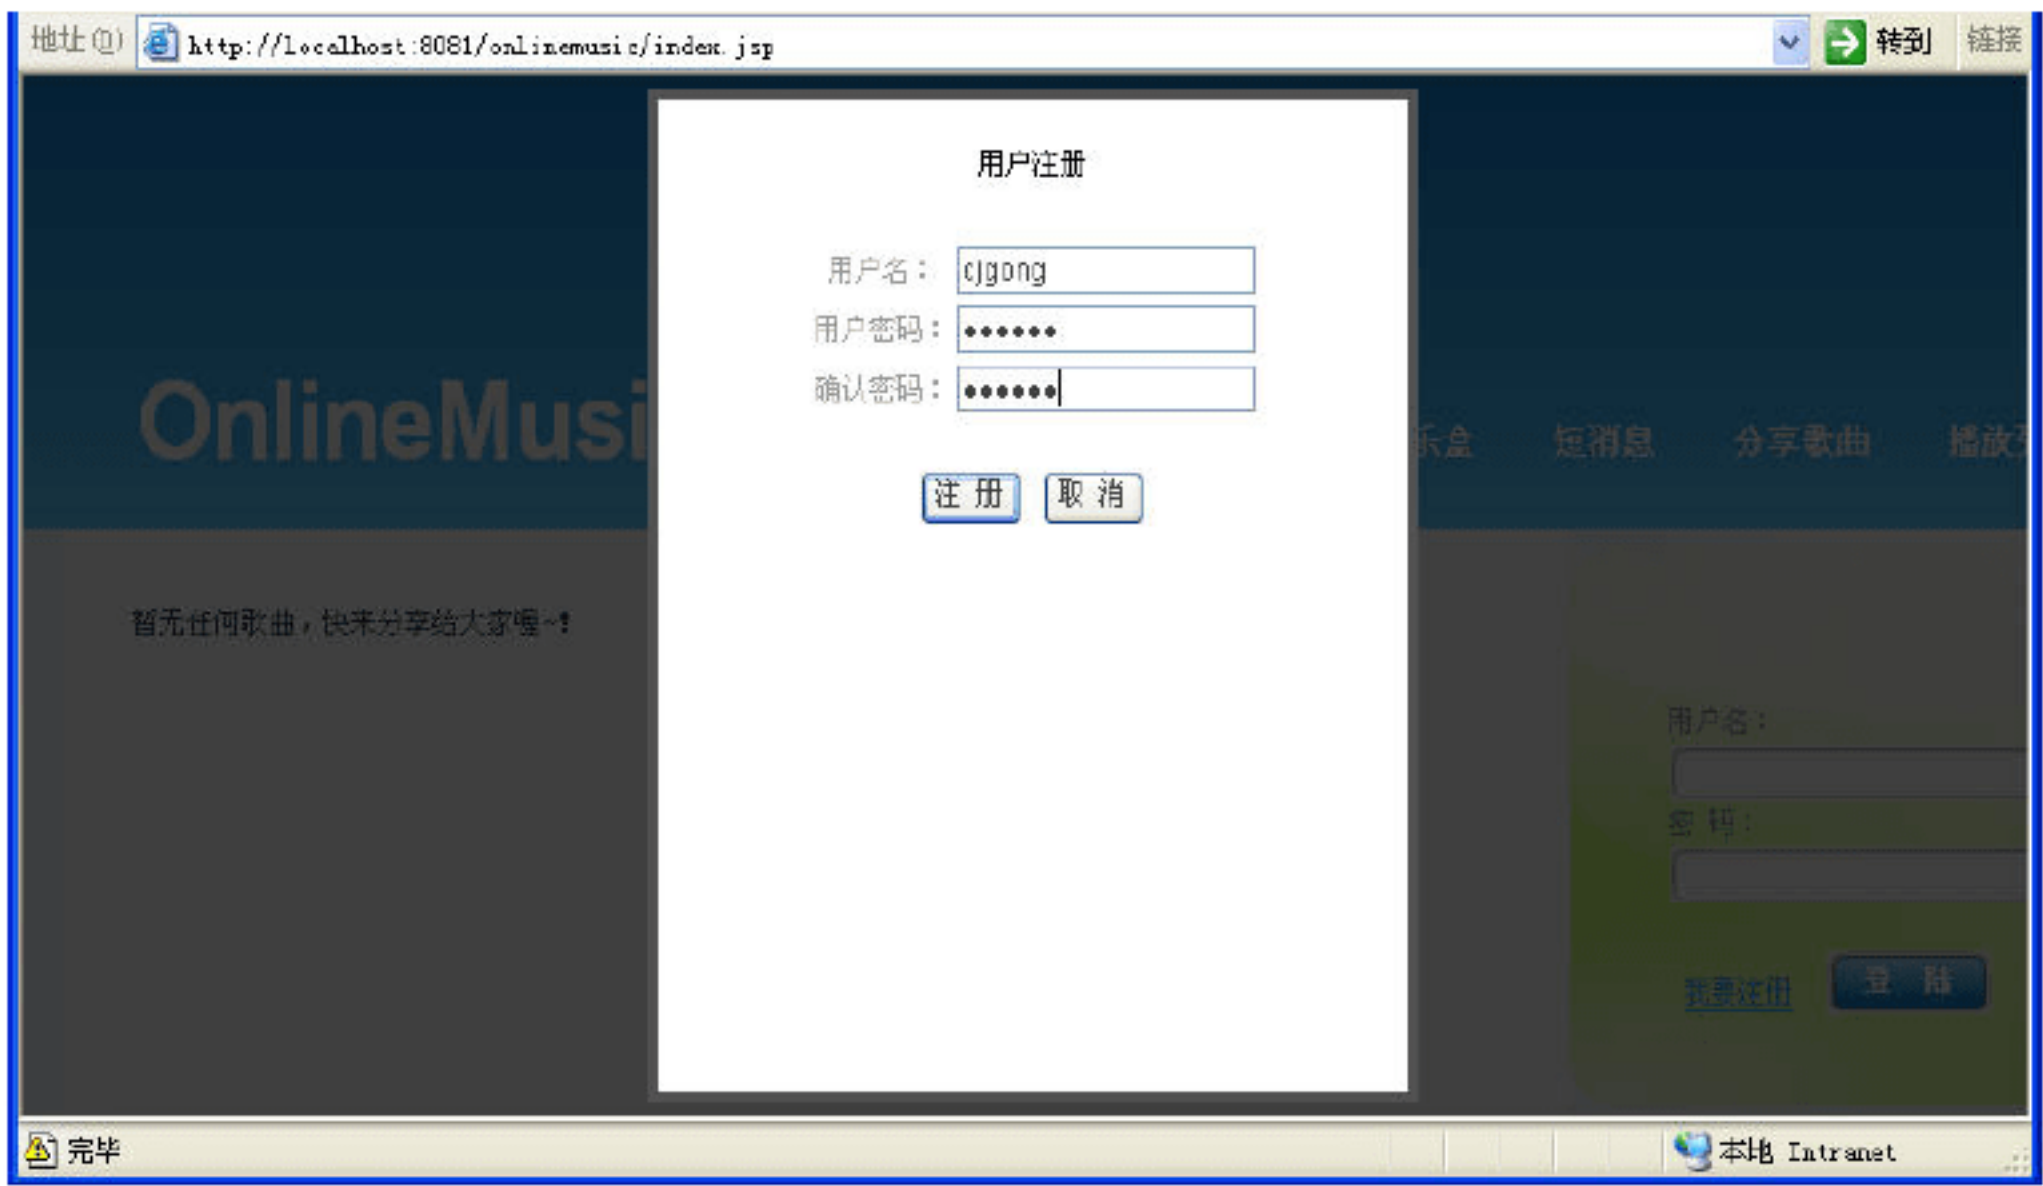 地址(D) http://localhost:8081/onlinemusic/index.jsp 转到 链接
用户注册
用户名： cjgong
用户密码： ●●●●●●
确认密码： ●●●●●●
注 册 取 消
OnlineMusi
乐盒 短消息 分享歌曲 播放列
暂无任何歌曲，快来分享给大家喔~!
用户名：
密 码：
我要注册 登 陆
完毕 本地 Intranet